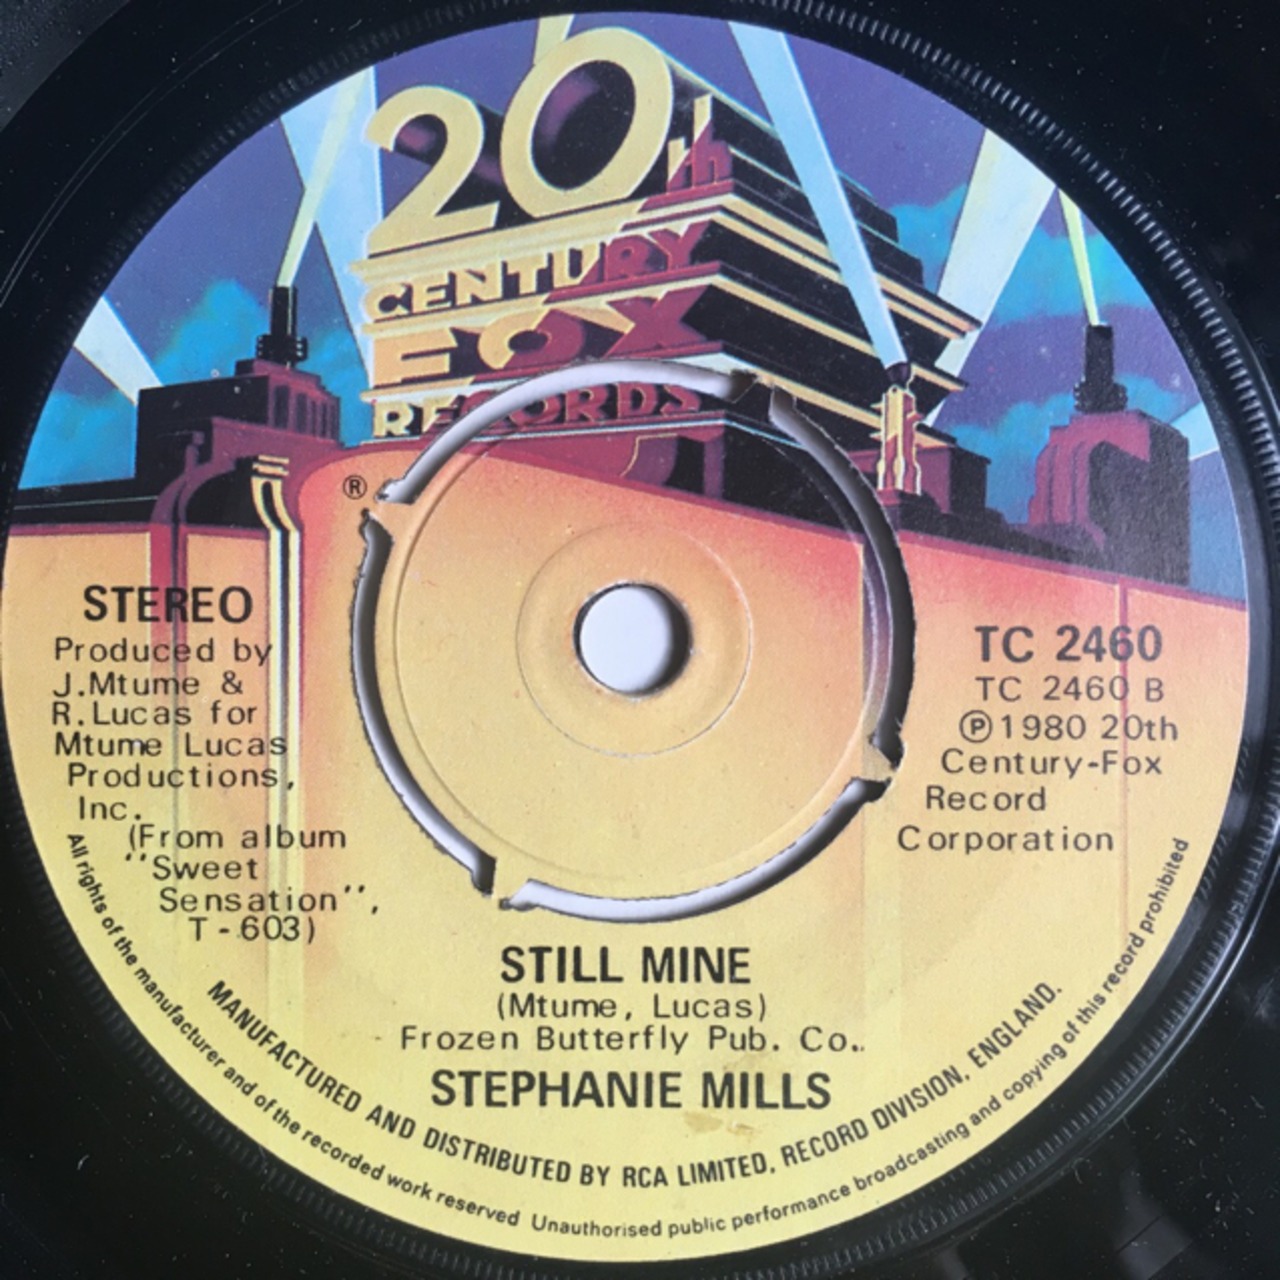 20th
CENTURY
FOX
RECORDS
®
STEREO
Produced by
J.Mtume &
R.Lucas for
Mtume Lucas
Productions,
Inc.
(From album
"Sweet
Sensation",
T-603)
TC 2460
TC 2460 B
℗1980 20th
Century-Fox
Record
Corporation
STILL MINE
(Mtume, Lucas)
Frozen Butterfly Pub. Co..
STEPHANIE MILLS
MANUFACTURED AND DISTRIBUTED BY RCA LIMITED, RECORD DIVISION, ENGLAND.
All rights of the manufacturer and of the recorded work reserved Unauthorised public performance broadcasting and copying of this record prohibited